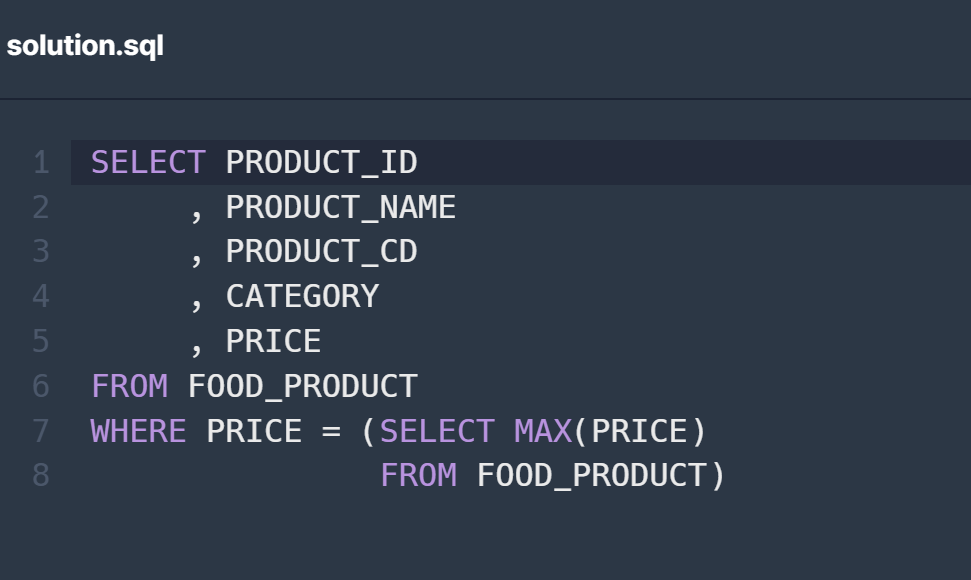 solution.sql
1 SELECT PRODUCT_ID
2 , PRODUCT_NAME
3 , PRODUCT_CD
4 , CATEGORY
5 , PRICE
6 FROM FOOD_PRODUCT
7 WHERE PRICE = (SELECT MAX(PRICE)
8 FROM FOOD_PRODUCT)